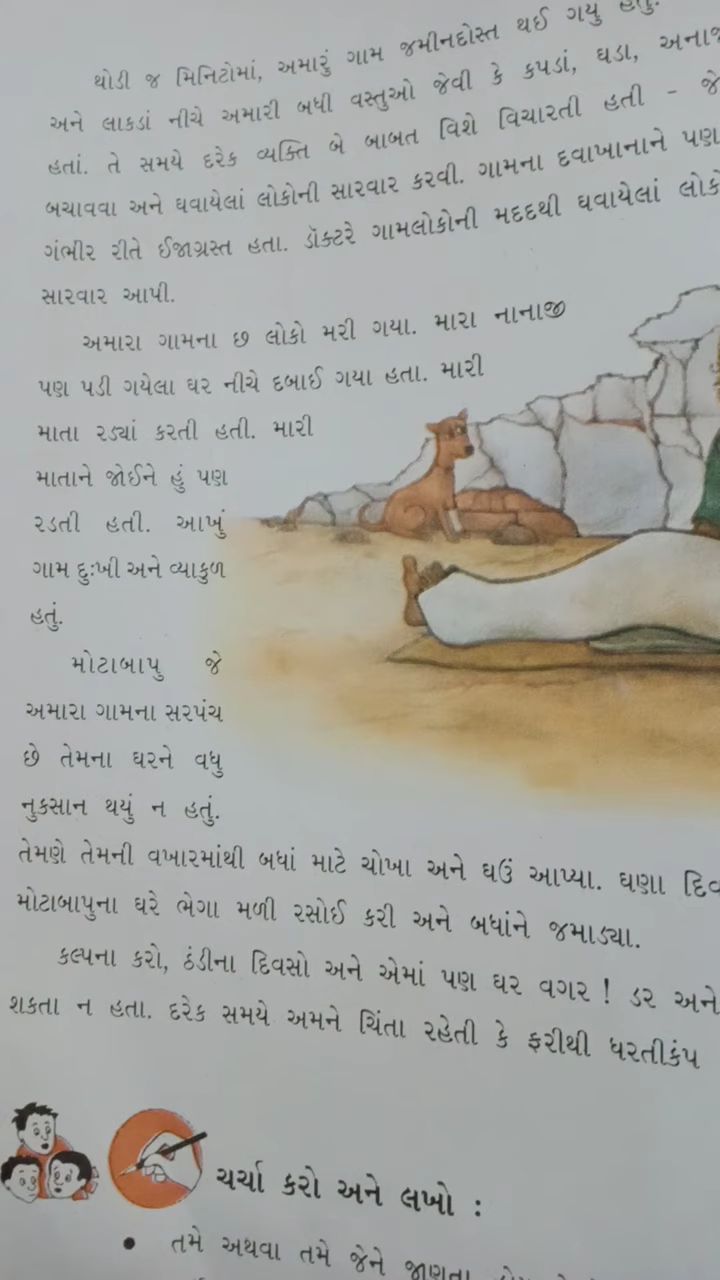 થોડી જ મિનિટોમાં, અમારું ગામ જમીનદોસ્ત થઈ ગયુ હતુ.
અને લાકડાં નીચે અમારી બધી વસ્તુઓ જેવી કે કપડાં, ઘડા, અનાજ
હતાં. તે સમયે દરેક વ્યક્તિ બે બાબત વિશે વિચારતી હતી - જે
બચાવવા અને ઘવાયેલાં લોકોની સારવાર કરવી. ગામના દવાખાનાને પણ
ગંભીર રીતે ઈજાગ્રસ્ત હતા. ડૉક્ટરે ગામલોકોની મદદથી ઘવાયેલાં
સારવાર આપી.
અમારા ગામના છ લોકો મરી ગયા. મારા નાનાજી
પણ પડી ગયેલા ઘર નીચે દબાઈ ગયા હતા. મારી
માતા રડ્યાં કરતી હતી. મારી
માતાને જોઈને હું પણ
રડતી હતી. આખું
ગામ દુઃખી અને વ્યાકુળ
હતું.
મોટાબાપુ જે
અમારા ગામના સરપંચ
છે તેમના ઘરને વધુ
નુકસાન થયું ન હતું.
તેમણે તેમની વખારમાંથી બધાં માટે ચોખા અને ઘઉં આપ્યા. ઘણા
મોટાબાપુના ઘરે ભેગા મળી રસોઈ કરી અને બધાંને જમાડ્યા.
કલ્પના કરો, ઠંડીના દિવસો અને એમાં પણ ઘર વગર ! ડર અને
શકતા ન હતા. દરેક સમયે અમને ચિંતા રહેતી કે ફરીથી ધરતીકંપ
ચર્ચા કરો અને લખો :
• તમે અથવા તમે જેને જાણતા